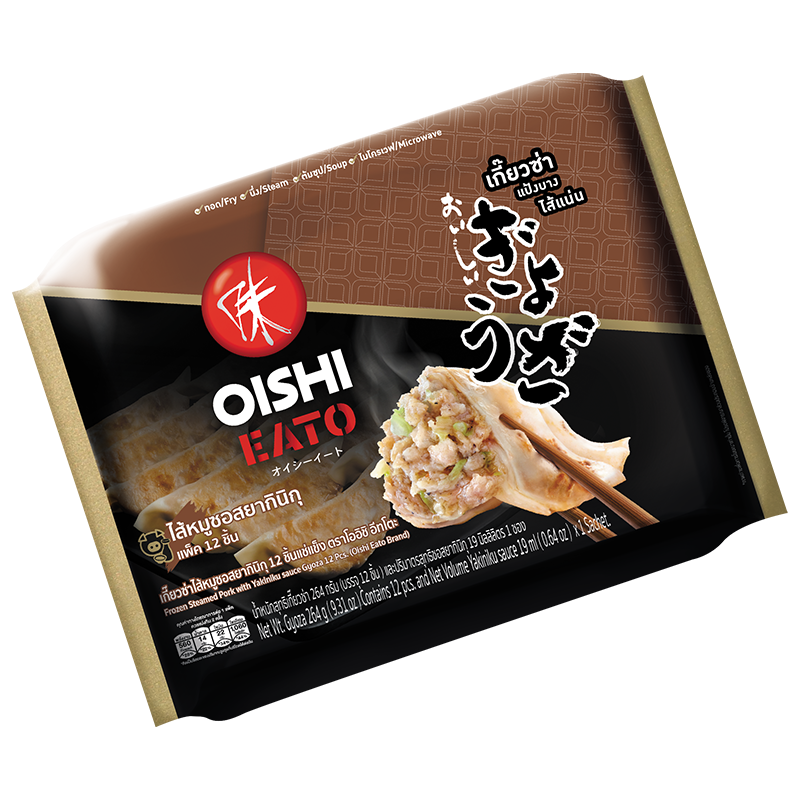 ทอด/Fry นึ่ง/Steam ต้มซุป/Soup ไมโครเวฟ/Microwave
เกี๊ยวซ่า
แป้งบาง
ไส้แน่น
おいしい
ぎょうざ
味
OISHI
EATO
オイシーイート
ไส้หมูซอสยากินิกุ
แพ็ค 12 ชิ้น
เกี๊ยวซ่าไส้หมูซอสยากินิกุ 12 ชิ้นแช่แข็ง ตราโออิชิ อีทโตะ
Frozen Steamed Pork with Yakiniku sauce Gyoza 12 Pcs. (Oishi Eato Brand)
น้ำหนักสุทธิเกี๊ยวซ่า 264 กรัม (บรรจุ 12 ชิ้น) และปริมาตรสุทธิซอสยากินิกุ 19 มิลลิลิตร 1 ซอง
Net Wt. Gyoza 264 g (9.31 oz) Contains 12 pcs. and Net Volume Yakiniku sauce 19 ml (0.64 oz) x 1 Sachet.
560 14 22 1060